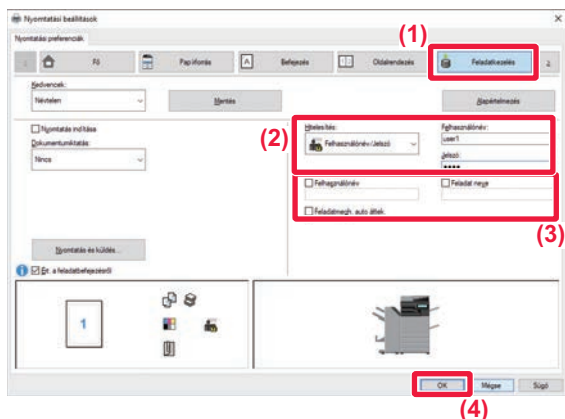 Nyomtatási beállítások
Nyomtatási preferenciák
(1)
Fő
Papírforrás
Befejezés
Oldalrendezés
Feladatkezelés
Kedvencek:
Névtelen
Mentés
Alapértelmezés
Nyomtatás indítása
Dokumentumiktatás:
Nincs
(2)
Hitelesítés:
Felhasználónév/Jelszó
Felhasználónév:
user1
Jelszó:
••••
Felhasználónév
Feladat neve
Feladatmegh. auto áttek.
(3)
Nyomtatás és küldés...
Ért. a feladatbefejezésről
1
OK
Mégse
Súgó
(4)